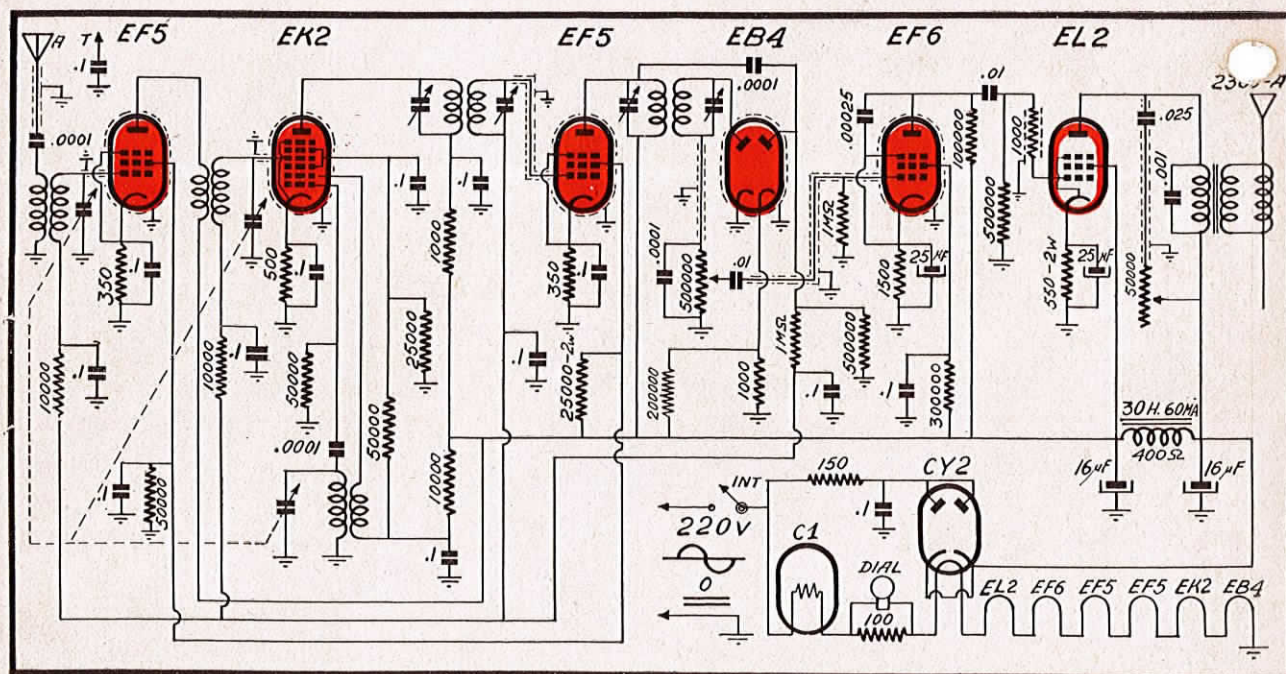 EF5
EK2
EF5
EB4
EF6
EL2
A
T
.1
.0001
350
.1
10000
.1
.1
50000
10000
.1
500
.1
50000
.0001
.1
.1
1000
25000
50000
10000
.1
.1
350
.1
25000-2w
.0001
.0001
500000
.01
200000
1000
1MΩ
1MΩ
.1
500000
.00025
1500
25µF
.1
300000
100000
.01
500000
1000
550-2w
25µF
.025
50000
.001
30H.60MA
400Ω
16µF
16µF
INT
220V
0
150
.1
CY2
C1
DIAL
100
EL2
EF6
EF5
EF5
EK2
EB4